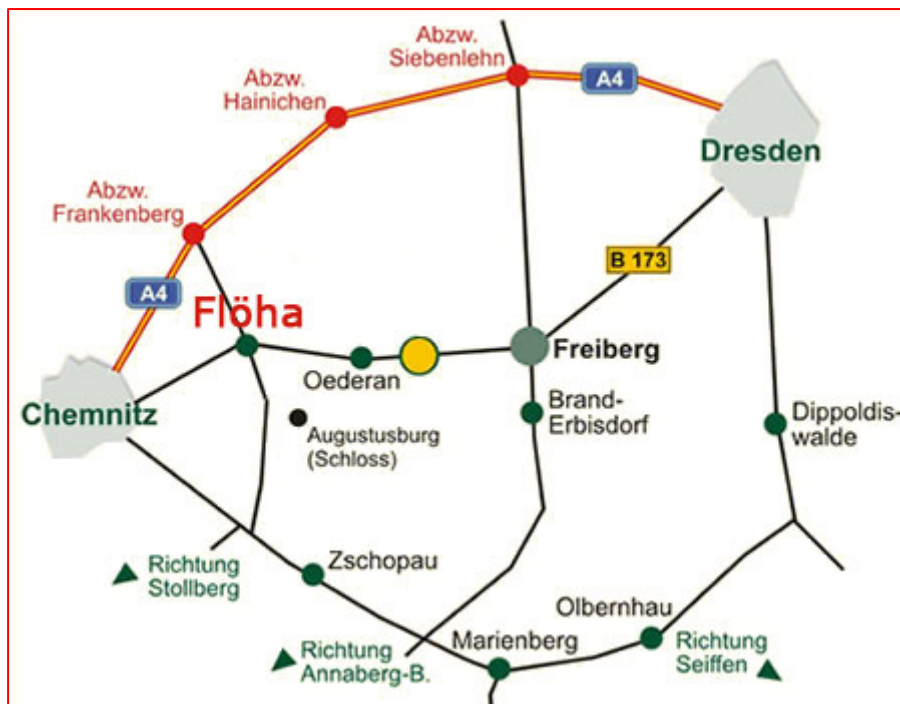 Abzw.
Siebenlehn
A4
Abzw.
Hainichen
Dresden
Abzw.
Frankenberg
B 173
A4
Flöha
Freiberg
Oederan
Chemnitz
Brand-
Erbisdorf
Dippoldis-
walde
Augustusburg
(Schloss)
Zschopau
Richtung
Stollberg
Olbernhau
Marienberg
Richtung
Annaberg-B.
Richtung
Seiffen